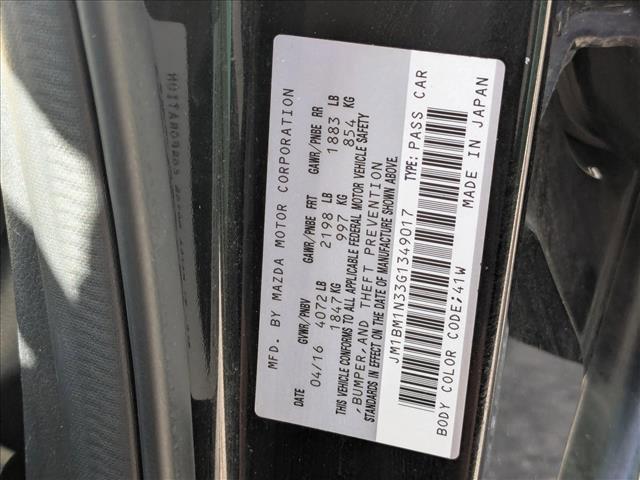 MFD. BY MAZDA MOTOR CORPORATION
DATE GVWR/PNBV GAWR/PNBE FRT GAWR/PNBE RR
04/16 4072 LB 2198 LB 1883 LB
1847 KG 997 KG 854 KG
THIS VEHICLE CONFORMS TO ALL APPLICABLE FEDERAL MOTOR VEHICLE SAFETY
,BUMPER,AND THEFT PREVENTION
STANDARDS IN EFFECT ON THE DATE OF MANUFACTURE SHOWN ABOVE.
JM1BM1N33G1349017 TYPE: PASS CAR
BODY COLOR CODE;41W MADE IN JAPAN